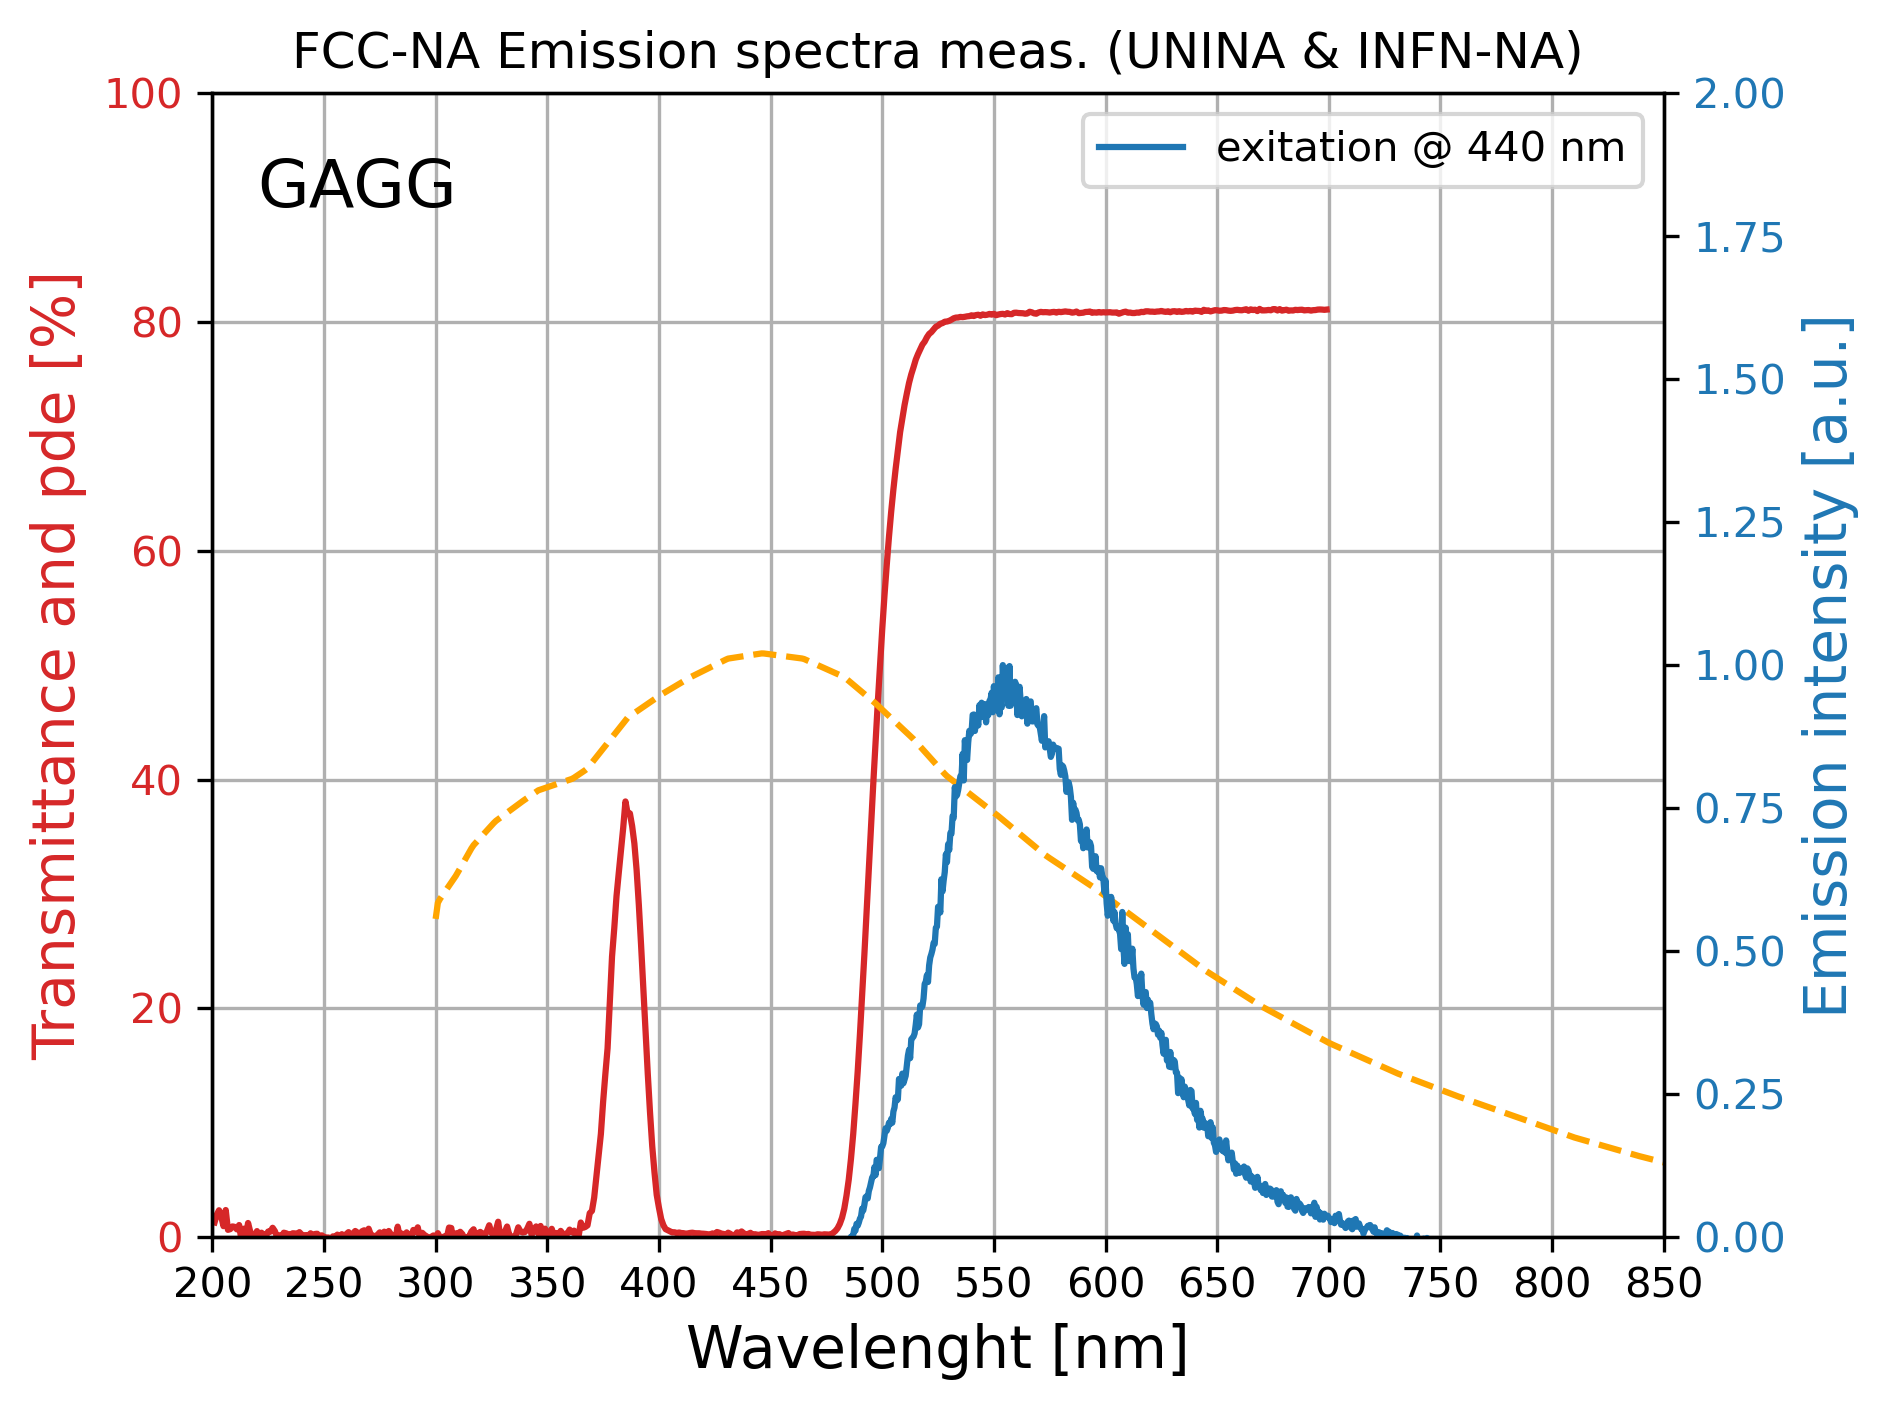 FCC-NA Emission spectra meas. (UNINA & INFN-NA)
exitation @ 440 nm
GAGG
Transmittance and pde [%]
100
80
60
40
20
0
2.00
1.75
1.50
1.25
1.00
0.75
0.50
0.25
0.00
Emission intensity [a.u.]
200 250 300 350 400 450 500 550 600 650 700 750 800 850
Wavelenght [nm]